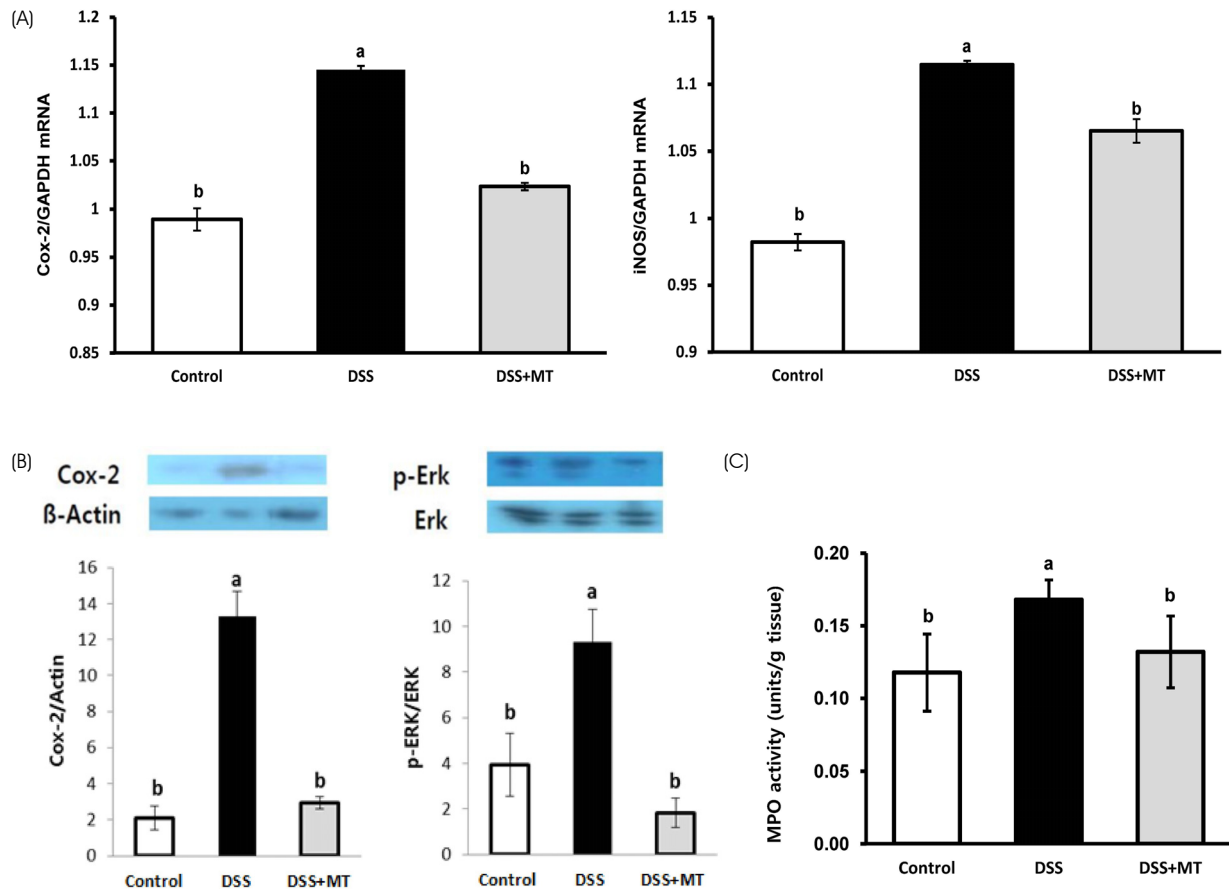 (A)
1.2
1.15
1.1
1.05
1
0.95
0.9
0.85
Cox-2/GAPDH mRNA
b
a
b
Control DSS DSS+MT
1.15
1.1
1.05
1
0.95
0.9
iNOS/GAPDH mRNA
b
a
b
Control DSS DSS+MT
(B)
Cox-2
ß-Actin
16
14
12
10
8
6
4
2
0
Cox-2/Actin
b
a
b
Control DSS DSS+MT
p-Erk
Erk
12
10
8
6
4
2
0
p-ERK/ERK
b
a
b
Control DSS DSS+MT
(C)
0.20
0.15
0.10
0.05
0.00
MPO activity (units/g tissue)
b
a
b
Control DSS DSS+MT